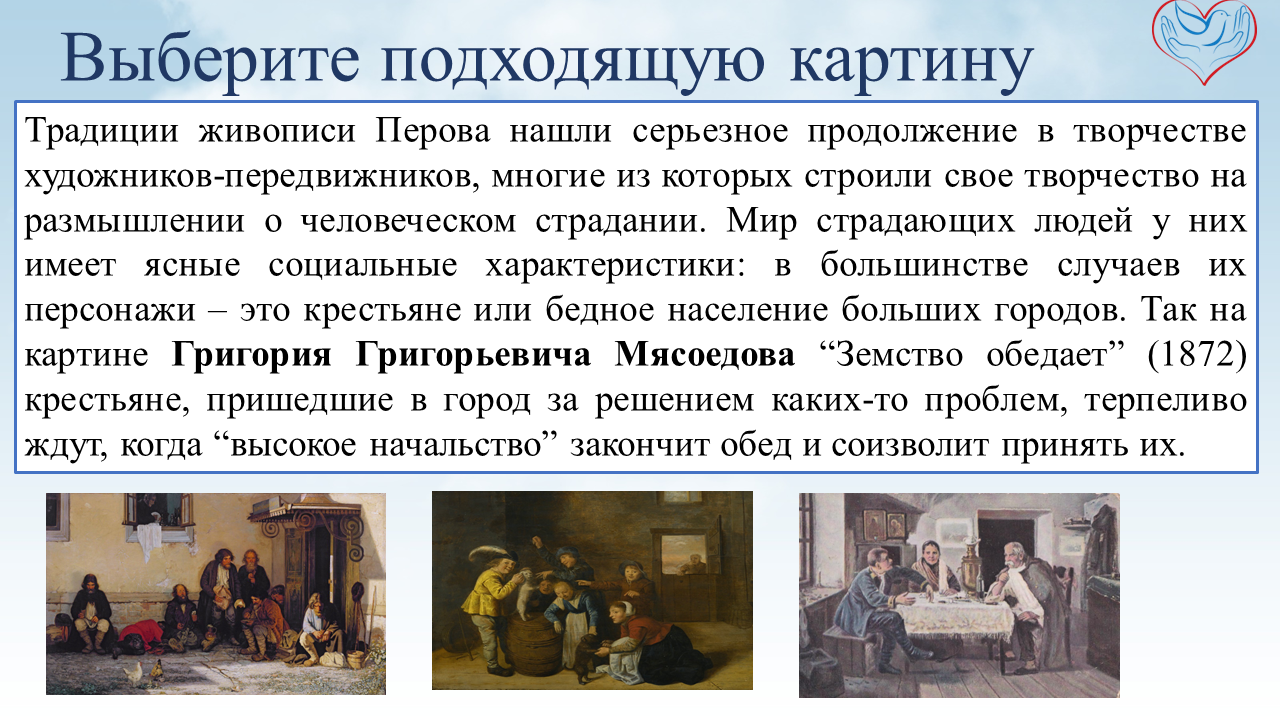 Выберите подходящую картину
Традиции живописи Перова нашли серьезное продолжение в творчестве
художников-передвижников, многие из которых строили свое творчество на
размышлении о человеческом страдании. Мир страдающих людей у них
имеет ясные социальные характеристики: в большинстве случаев их
персонажи – это крестьяне или бедное население больших городов. Так на
картине Григория Григорьевича Мясоедова “Земство обедает” (1872)
крестьяне, пришедшие в город за решением каких-то проблем, терпеливо
ждут, когда “высокое начальство” закончит обед и соизволит принять их.